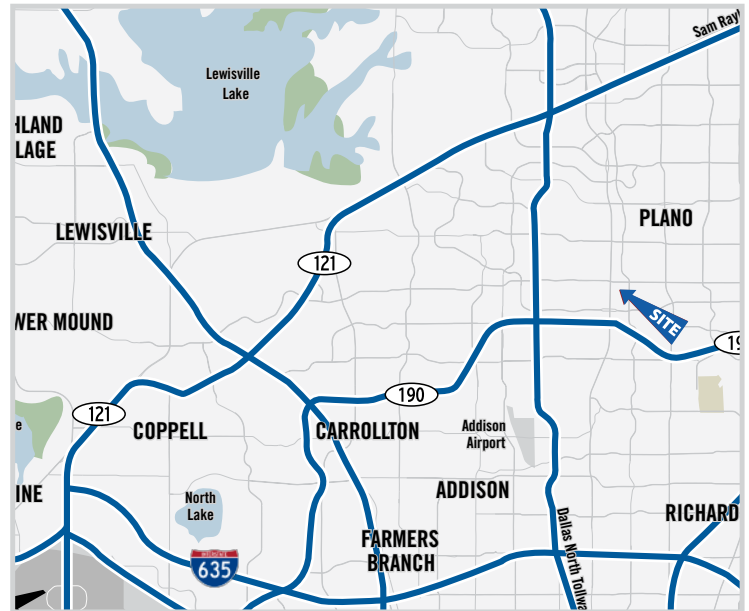 Sam Rayb
Lewisville
Lake
HLAND
LAGE
PLANO
LEWISVILLE
121
SITE
WER MOUND
19
190
121
COPPELL
CARROLLTON
Addison
Airport
e
INE
North
Lake
ADDISON
RICHARD
Dallas North Tollwa
FARMERS
BRANCH
635